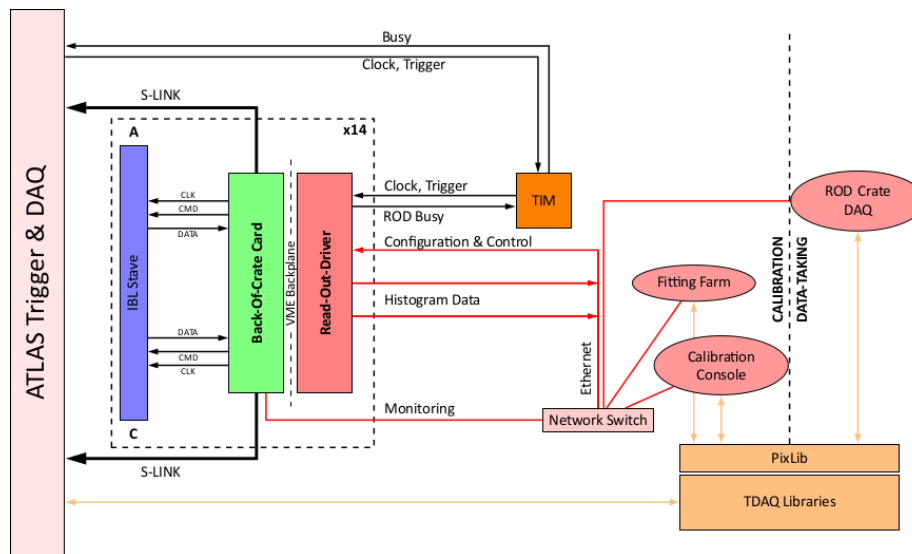 Busy
Clock, Trigger
S-LINK
A
x14
ATLAS Trigger & DAQ
IBL Stave
CLK
CMD
DATA
DATA
CMD
CLK
Back-Of-Crate Card
VME Backplane
Read-Out-Driver
Clock, Trigger
ROD Busy
TIM
Configuration & Control
Histogram Data
Ethernet
Monitoring
Network Switch
Fitting Farm
Calibration
Console
ROD Crate
DAQ
CALIBRATION
DATA-TAKING
C
S-LINK
PixLib
TDAQ Libraries